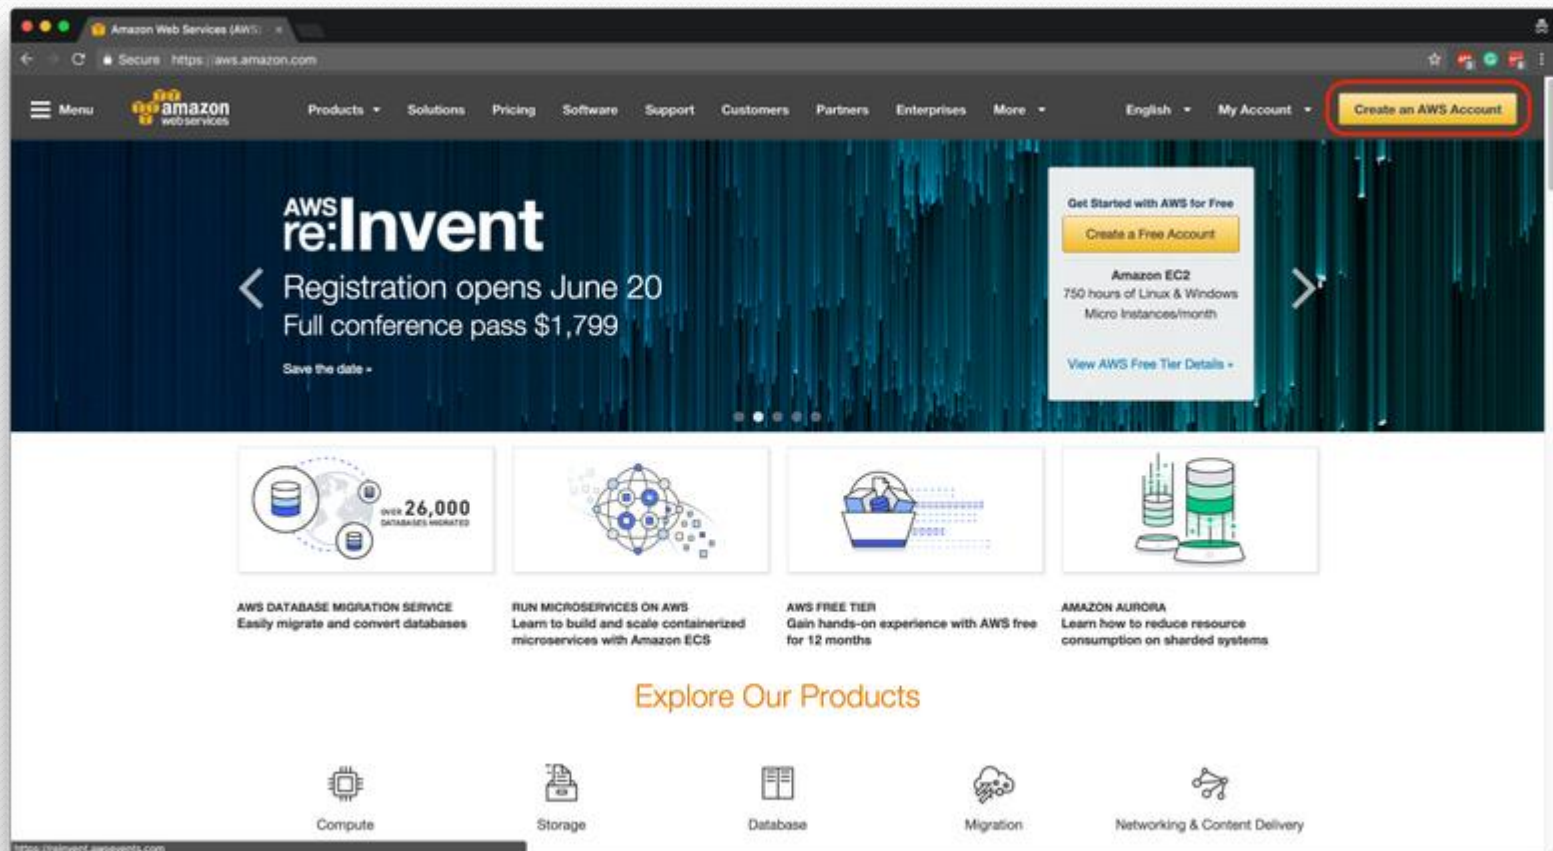 Amazon Web Services (AWS)
Secure https://aws.amazon.com
Menu
amazon
webservices
Products
Solutions
Pricing
Software
Support
Customers
Partners
Enterprises
More
English
My Account
Create an AWS Account
AWS
re:Invent
Registration opens June 20
Full conference pass $1,799
Save the date »
Get Started with AWS for Free
Create a Free Account
Amazon EC2
750 hours of Linux & Windows
Micro Instances/month
View AWS Free Tier Details »
OVER 26,000
DATABASES MIGRATED
AWS DATABASE MIGRATION SERVICE
Easily migrate and convert databases
RUN MICROSERVICES ON AWS
Learn to build and scale containerized
microservices with Amazon ECS
AWS FREE TIER
Gain hands-on experience with AWS free
for 12 months
AMAZON AURORA
Learn how to reduce resource
consumption on sharded systems
Explore Our Products
Compute
Storage
Database
Migration
Networking & Content Delivery
https://reinvent.awsevents.com